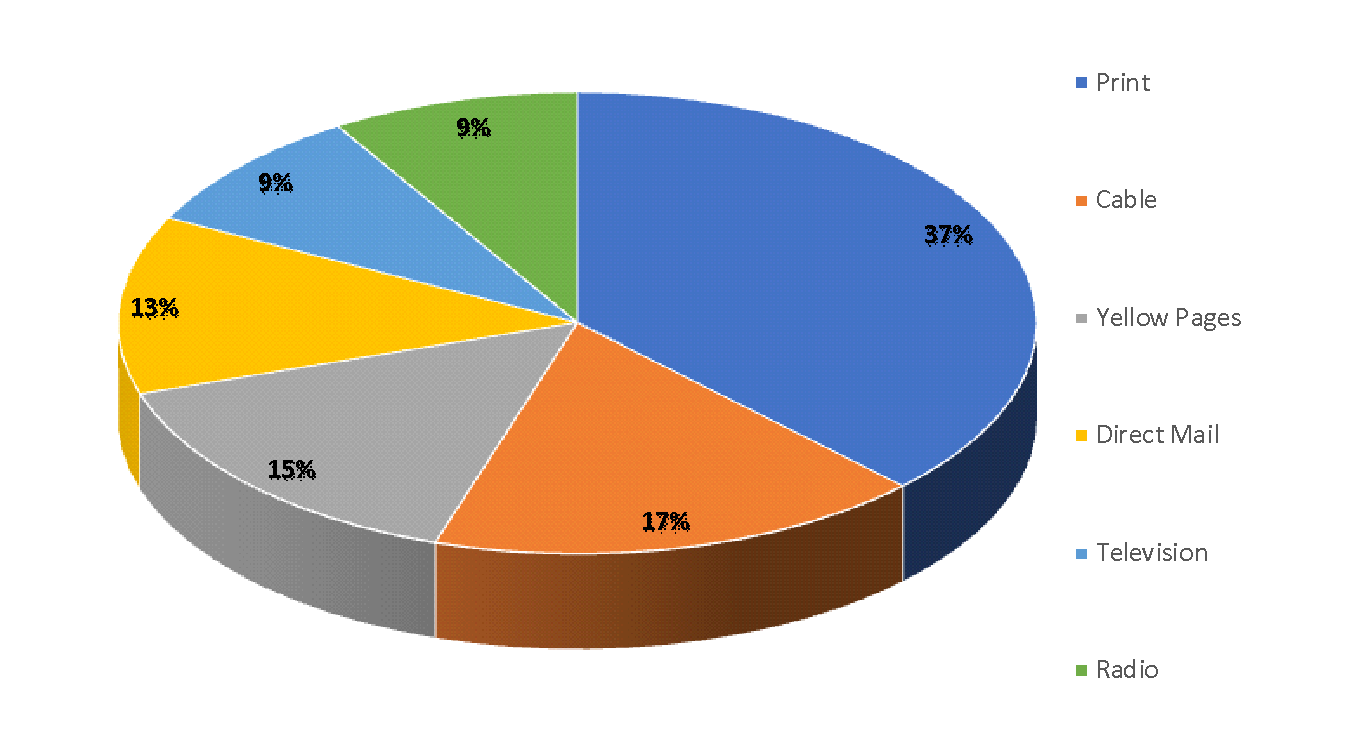 9%
9%
37%
13%
15%
17%
Print
Cable
Yellow Pages
Direct Mail
Television
Radio